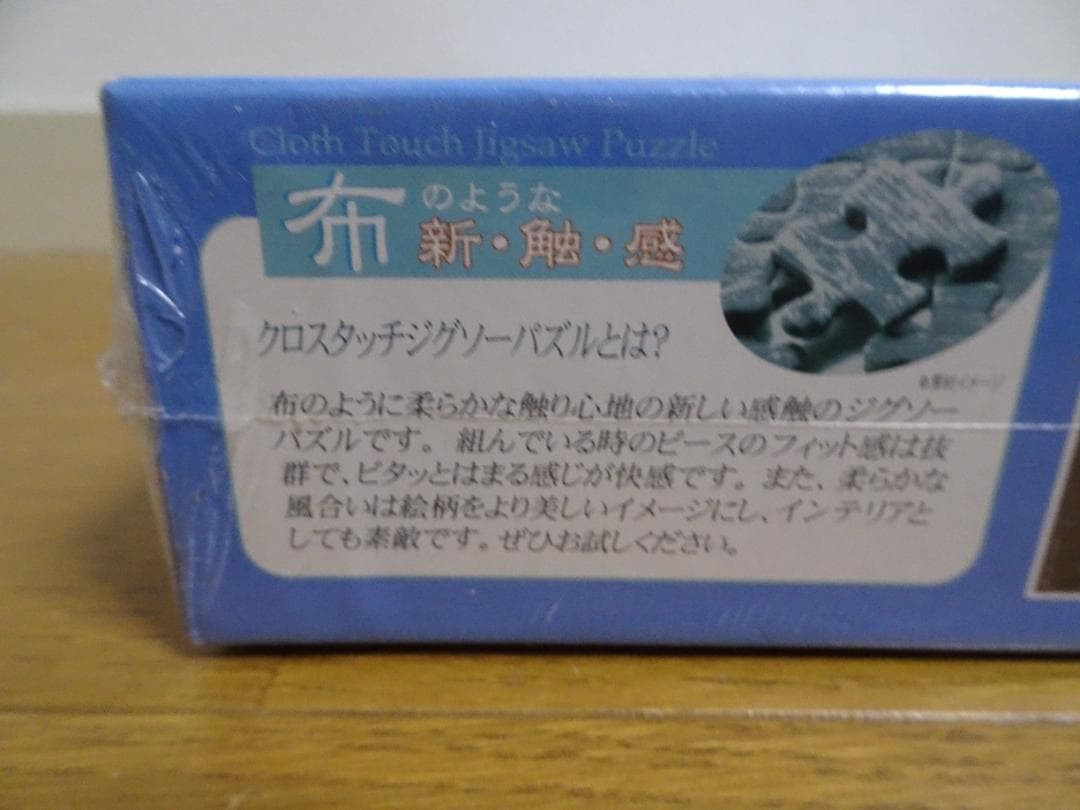 Cloth Touch Jigsaw Puzzle
布のような
新・触・感
クロスタッチジグソーパズルとは?
布のように柔らかな触り心地の新しい感触のジグソー
パズルです。組んでいる時のピースのフィット感は抜
群で、ピタッとはまる感じが快感です。また、柔らかな
風合いは絵柄をより美しいイメージにし、インテリアと
しても素敵です。ぜひお試しください。
イメージ